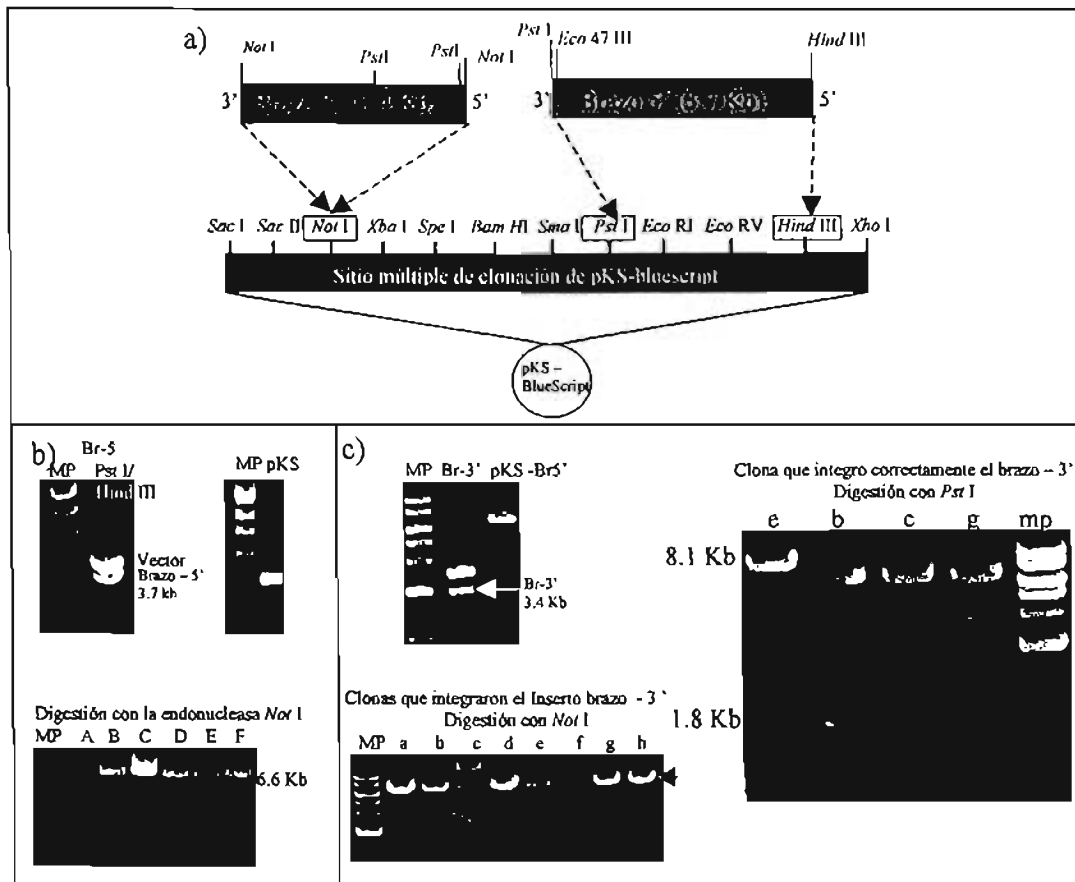 a)
Not I
Pst I
Pst I
Not I
Pst I
Eco 47 III
Hind III
3'
5'
3'
Brazo
5'
Sac I Sac II Not I Xba I Spe I Bam HI Sma I Pst I Eco RI Eco RV Hind III Xho I
Sitio múltiple de clonación de pKS-bluescript
pKS –
BlueScript
b)
Br-5
MP Pst I/
Hind III
MP pKS
Vector
Brazo – 5'
3.7 kb
Digestión con la endonucleasa Not I
MP A B C D E F
6.6 Kb
c)
MP Br-3' pKS -Br5'
Br-3'
3.4 Kb
Clonas que integraron el Inserto brazo - 3 '
Digestión con Not I
MP a b c d e f g h
Clona que integro correctamente el brazo – 3'
Digestión con Pst I
e b c g mp
8.1 Kb
1.8 Kb